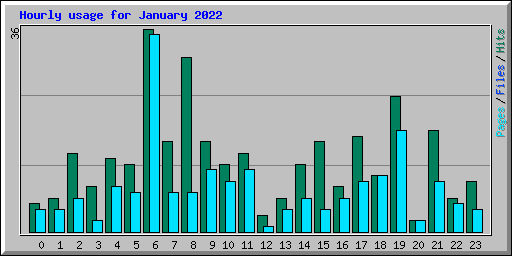 Hourly usage for January 2022
36
Pages / Files / Hits
0 1 2 3 4 5 6 7 8 9 10 11 12 13 14 15 16 17 18 19 20 21 22 23